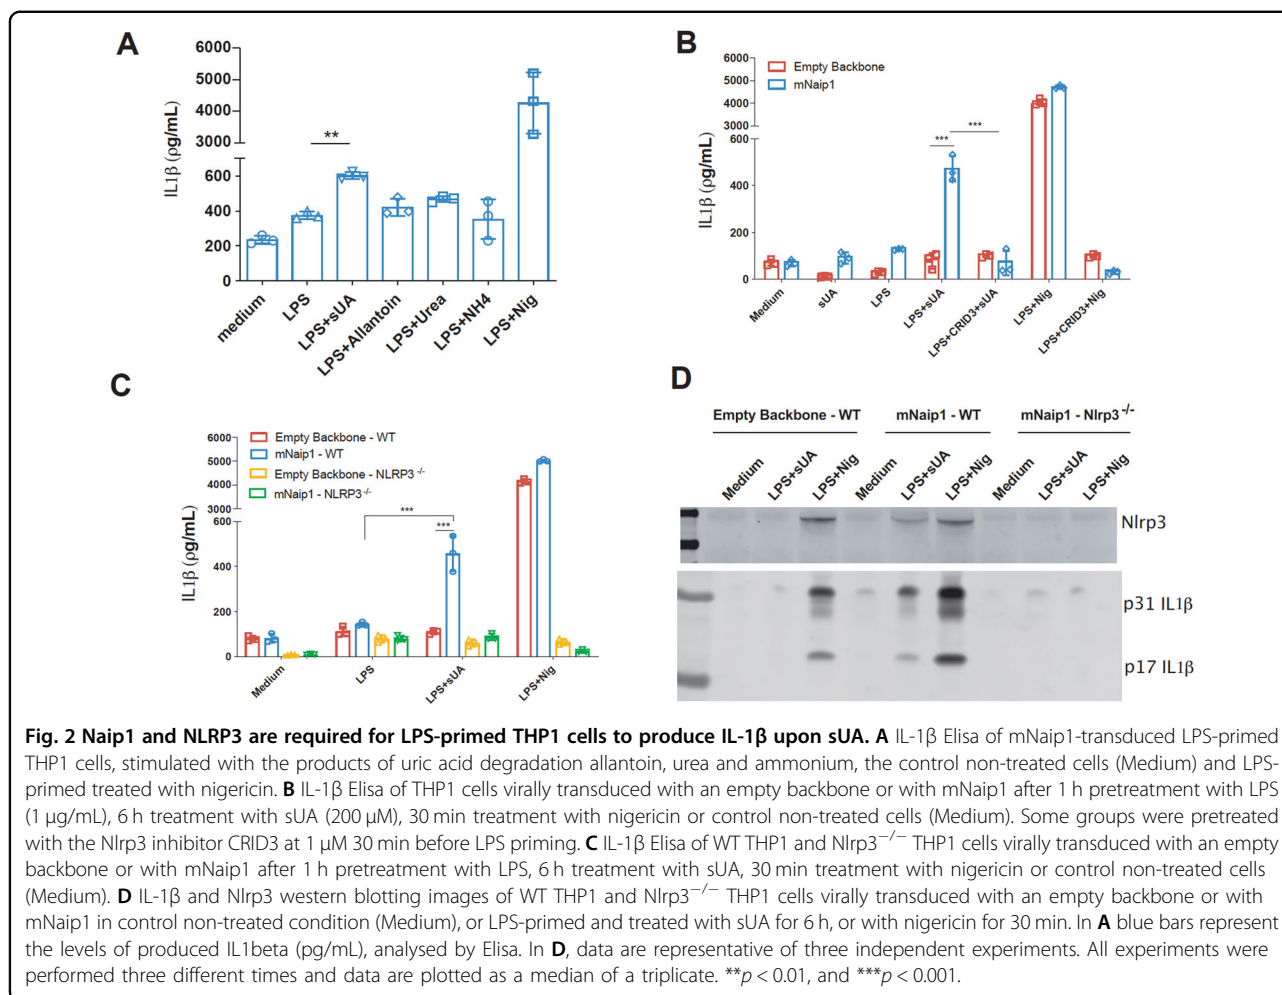 A
6000
5000
4000
3000
600
400
200
0
IL1β (ρg/mL)
**
medium
LPS
LPS+sUA
LPS+Allantoin
LPS+Urea
LPS+NH4
LPS+Nig
B
6000
5000
4000
3000
600
400
200
0
IL1β (ρg/mL)
Empty Backbone
mNaip1
***
***
Medium
sUA
LPS
LPS+sUA
LPS+CRID3+sUA
LPS+Nig
LPS+CRID3+Nig
C
6000
5000
4000
3000
600
400
200
0
IL1β (ρg/mL)
Empty Backbone - WT
mNaip1 - WT
Empty Backbone - NLRP3-/-
mNaip1 - NLRP3-/-
***
***
Medium
LPS
LPS+sUA
LPS+Nig
D
Empty Backbone - WT mNaip1 - WT mNaip1 - Nlrp3-/-
Medium LPS+sUA LPS+Nig Medium LPS+sUA LPS+Nig Medium LPS+sUA LPS+Nig
Nlrp3
p31 IL1β
p17 IL1β
Fig. 2 Naip1 and NLRP3 are required for LPS-primed THP1 cells to produce IL-1β upon sUA. A IL-1β Elisa of mNaip1-transduced LPS-primed
THP1 cells, stimulated with the products of uric acid degradation allantoin, urea and ammonium, the control non-treated cells (Medium) and LPS-
primed treated with nigericin. B IL-1β Elisa of THP1 cells virally transduced with an empty backbone or with mNaip1 after 1 h pretreatment with LPS
(1 μg/mL), 6 h treatment with sUA (200 μM), 30 min treatment with nigericin or control non-treated cells (Medium). Some groups were pretreated
with the Nlrp3 inhibitor CRID3 at 1 μM 30 min before LPS priming. C IL-1β Elisa of WT THP1 and Nlrp3−/− THP1 cells virally transduced with an empty
backbone or with mNaip1 after 1 h pretreatment with LPS, 6 h treatment with sUA, 30 min treatment with nigericin or control non-treated cells
(Medium). D IL-1β and Nlrp3 western blotting images of WT THP1 and Nlrp3−/− THP1 cells virally transduced with an empty backbone or with
mNaip1 in control non-treated condition (Medium), or LPS-primed and treated with sUA for 6 h, or with nigericin for 30 min. In A blue bars represent
the levels of produced IL1beta (pg/mL), analysed by Elisa. In D, data are representative of three independent experiments. All experiments were
performed three different times and data are plotted as a median of a triplicate. **p < 0.01, and ***p < 0.001.